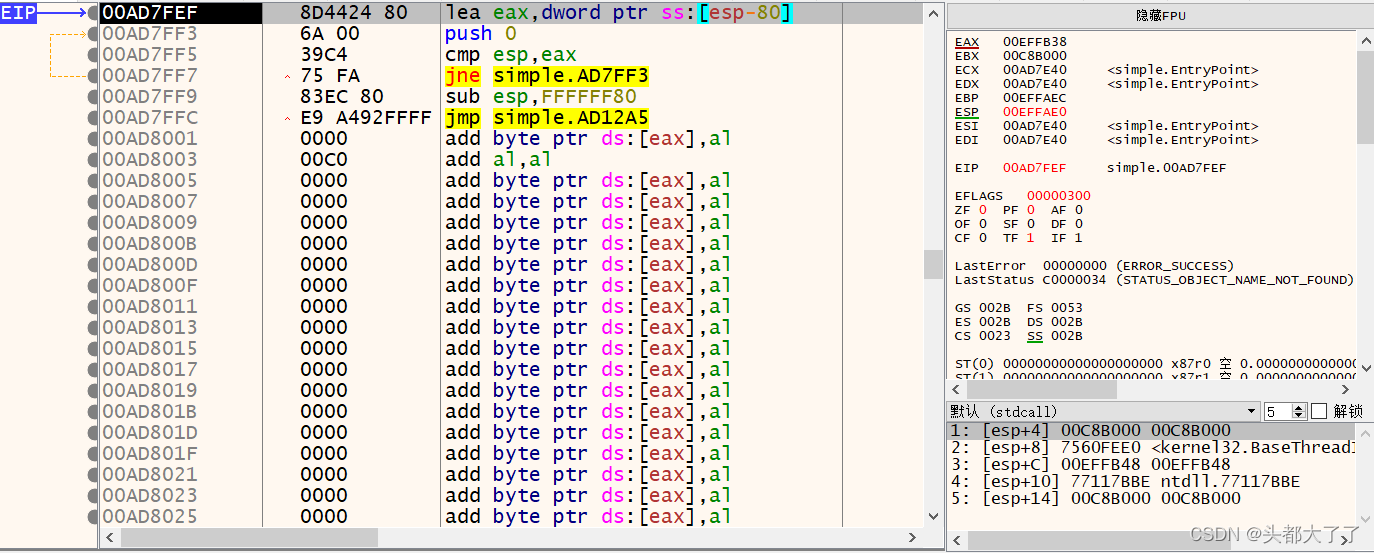 EIP 00AD7FEF 8D4424 80 lea eax,dword ptr ss:[esp-80]
00AD7FF3 6A 00 push 0
00AD7FF5 39C4 cmp esp,eax
00AD7FF7 75 FA jne simple.AD7FF3
00AD7FF9 83EC 80 sub esp,FFFFFF80
00AD7FFC E9 A492FFFF jmp simple.AD12A5
00AD8001 0000 add byte ptr ds:[eax],al
00AD8003 00C0 add al,al
00AD8005 0000 add byte ptr ds:[eax],al
00AD8007 0000 add byte ptr ds:[eax],al
00AD8009 0000 add byte ptr ds:[eax],al
00AD800B 0000 add byte ptr ds:[eax],al
00AD800D 0000 add byte ptr ds:[eax],al
00AD800F 0000 add byte ptr ds:[eax],al
00AD8011 0000 add byte ptr ds:[eax],al
00AD8013 0000 add byte ptr ds:[eax],al
00AD8015 0000 add byte ptr ds:[eax],al
00AD8017 0000 add byte ptr ds:[eax],al
00AD8019 0000 add byte ptr ds:[eax],al
00AD801B 0000 add byte ptr ds:[eax],al
00AD801D 0000 add byte ptr ds:[eax],al
00AD801F 0000 add byte ptr ds:[eax],al
00AD8021 0000 add byte ptr ds:[eax],al
00AD8023 0000 add byte ptr ds:[eax],al
00AD8025 0000 add byte ptr ds:[eax],al
隐藏FPU
EAX 00EFFB38
EBX 00C8B000
ECX 00AD7E40 <simple.EntryPoint>
EDX 00AD7E40 <simple.EntryPoint>
EBP 00EFFAEC
ESP 00EFFAE0
ESI 00AD7E40 <simple.EntryPoint>
EDI 00AD7E40 <simple.EntryPoint>
EIP 00AD7FEF simple.00AD7FEF
EFLAGS 00000300
ZF 0 PF 0 AF 0
OF 0 SF 0 DF 0
CF 0 TF 1 IF 1
LastError 00000000 (ERROR_SUCCESS)
LastStatus C0000034 (STATUS_OBJECT_NAME_NOT_FOUND)
GS 002B FS 0053
ES 002B DS 002B
CS 0023 SS 002B
ST(0) 00000000000000000000 x87r0 空 0.0000000000000
ST(1) 00000000000000000000 x87r1 空 0.0000000000000
默认 (stdcall) 5 解锁
1: [esp+4] 00C8B000 00C8B000
2: [esp+8] 7560FEE0 <kernel32.BaseThreadI
3: [esp+C] 00EFFB48 00EFFB48
4: [esp+10] 77117BBE ntdll.77117BBE
5: [esp+14] 00C8B000 00C8B000
CSDN @头都大了了